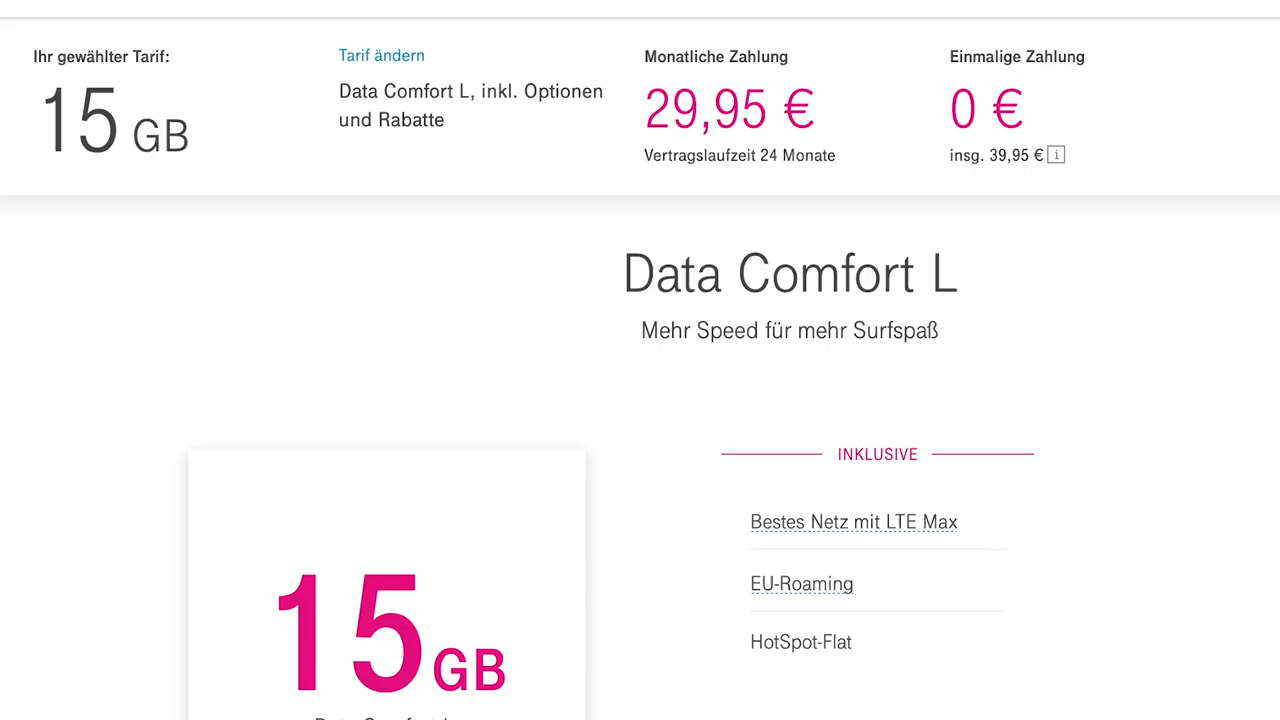 Ihr gewählter Tarif:
15 GB
Tarif ändern
Data Comfort L, inkl. Optionen
und Rabatte
Monatliche Zahlung
29,95 €
Vertragslaufzeit 24 Monate
Einmalige Zahlung
0 €
insg. 39,95 € i
Data Comfort L
Mehr Speed für mehr Surfspaß
15 GB
INKLUSIVE
Bestes Netz mit LTE Max
EU-Roaming
HotSpot-Flat